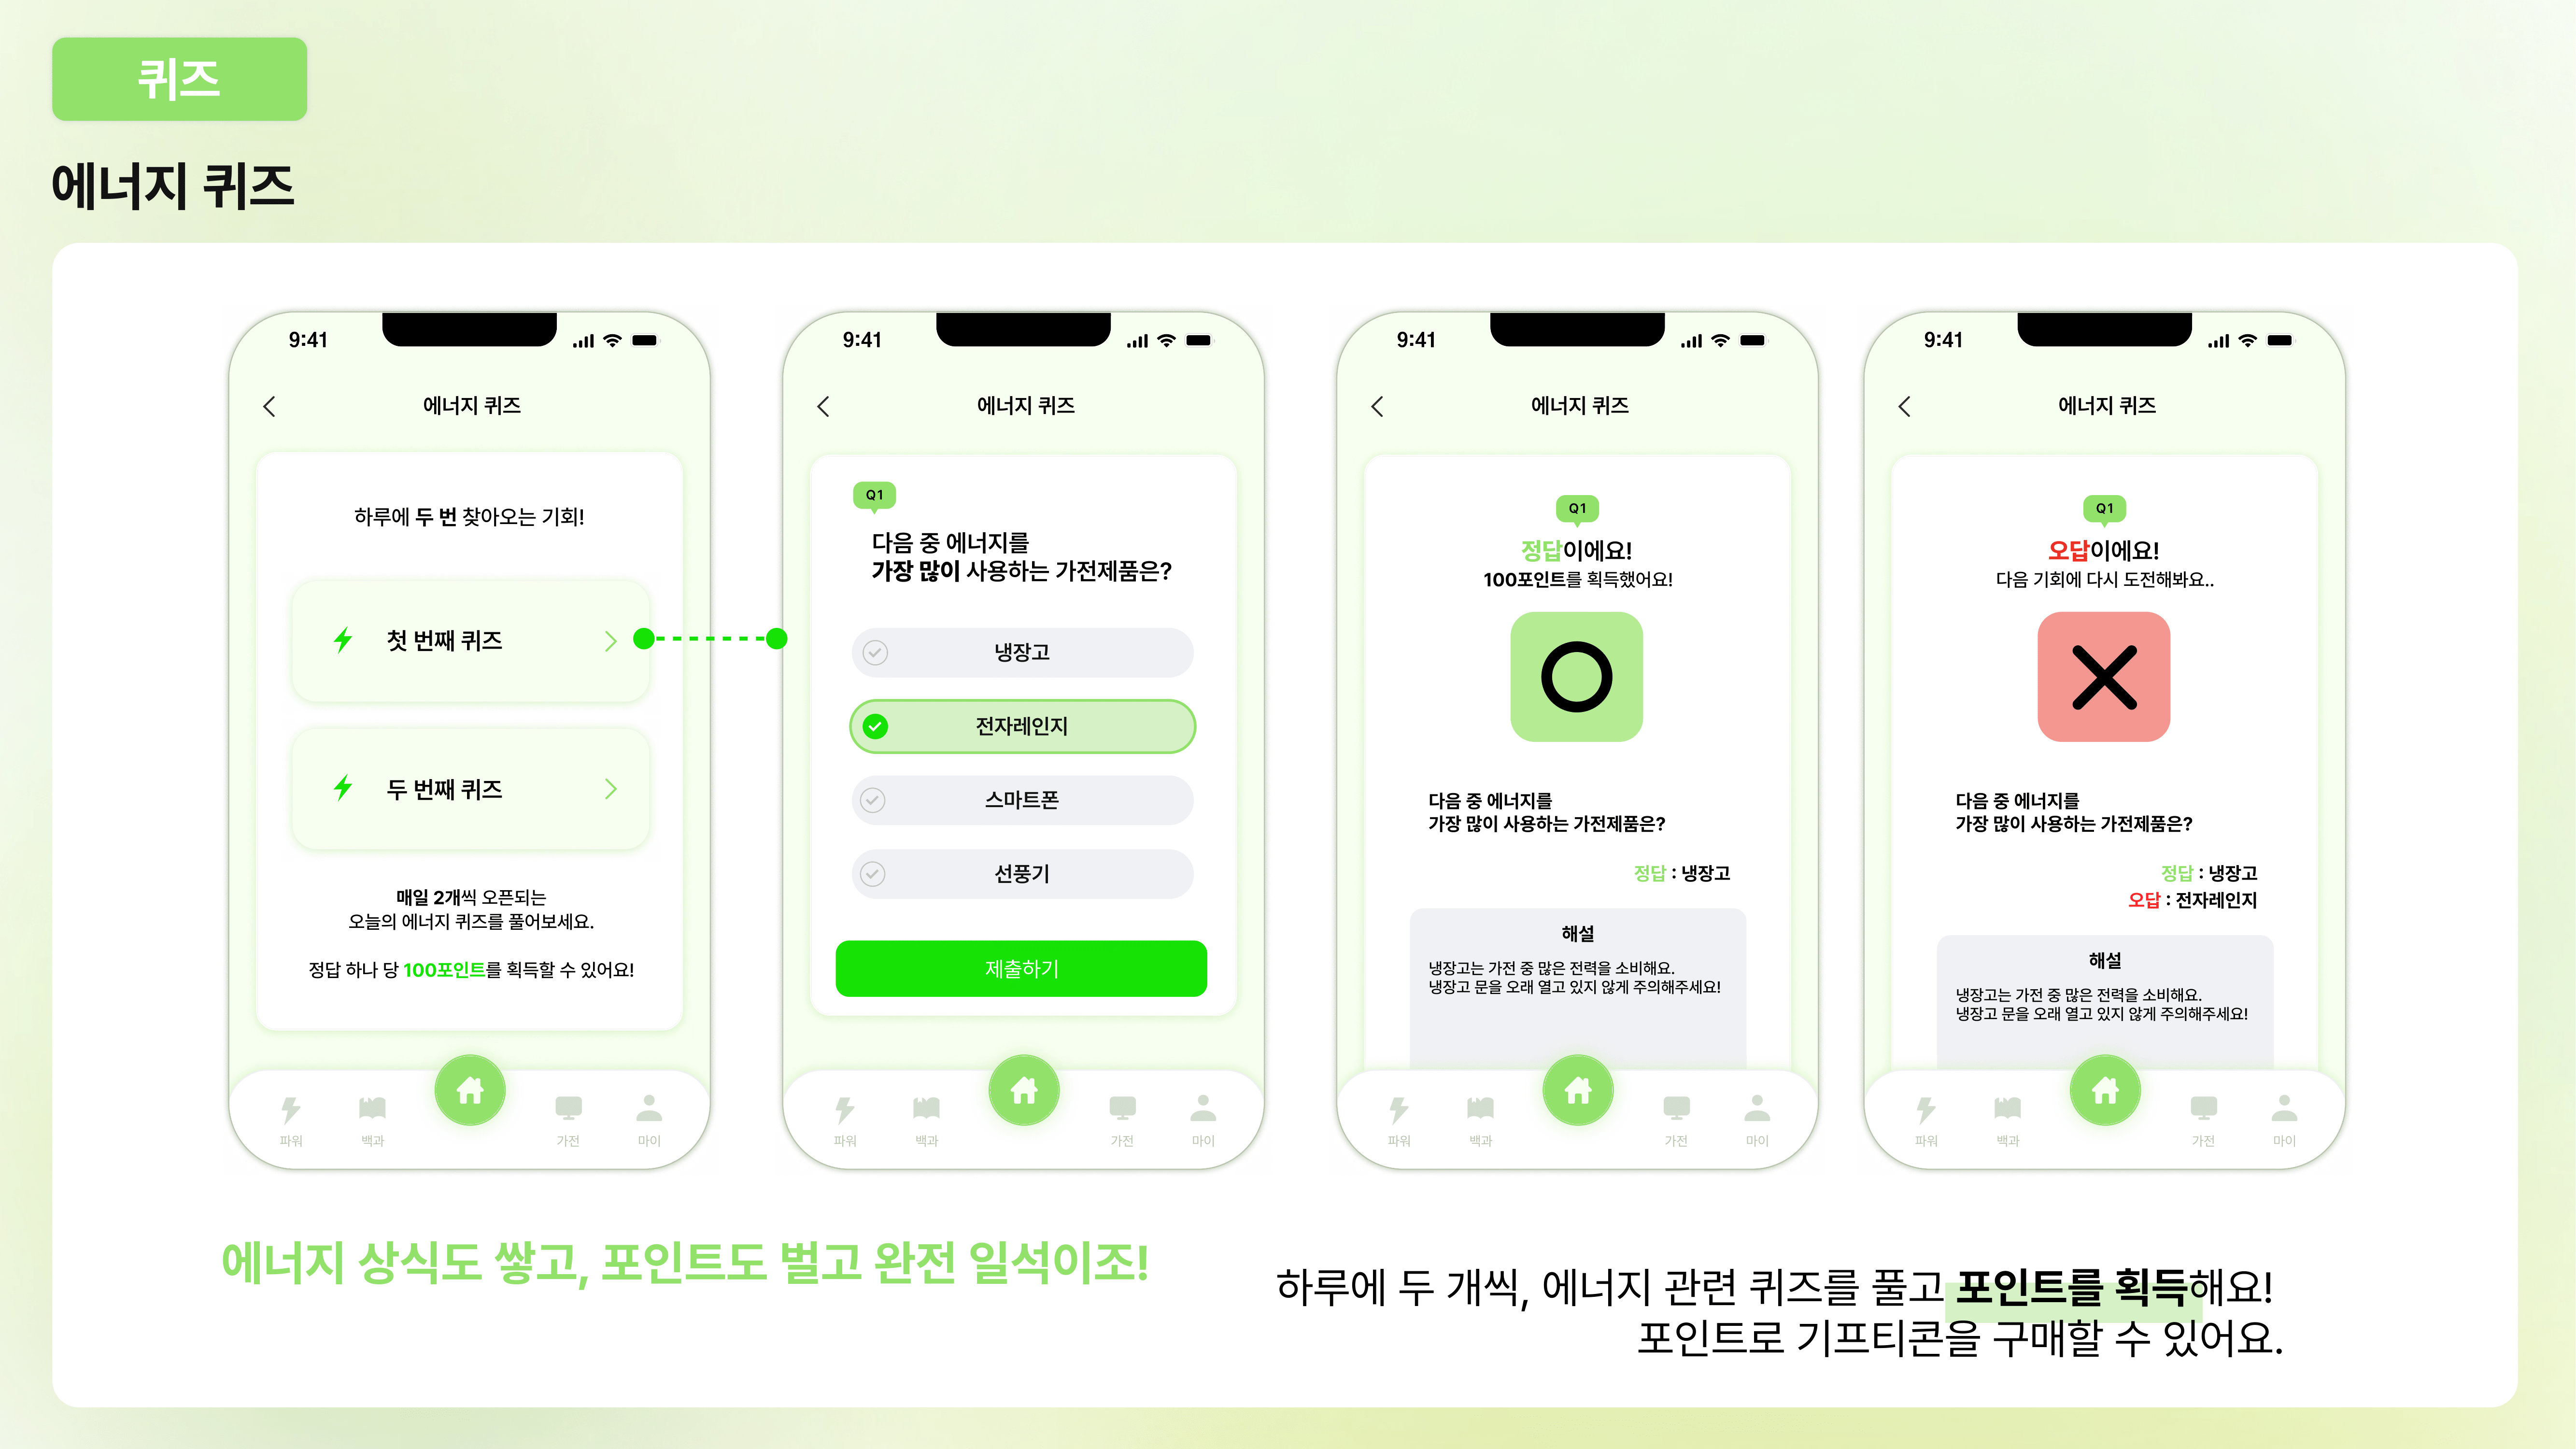 퀴즈
에너지 퀴즈
9:41
에너지 퀴즈
하루에 두 번 찾아오는 기회!
첫 번째 퀴즈
두 번째 퀴즈
매일 2개씩 오픈되는
오늘의 에너지 퀴즈를 풀어보세요.
정답 하나 당 100포인트를 획득할 수 있어요!
파워
백과
가전
마이
9:41
에너지 퀴즈
Q1
다음 중 에너지를
가장 많이 사용하는 가전제품은?
냉장고
전자레인지
스마트폰
선풍기
제출하기
파워
백과
가전
마이
9:41
에너지 퀴즈
Q1
정답이에요!
100포인트를 획득했어요!
다음 중 에너지를
가장 많이 사용하는 가전제품은?
정답 : 냉장고
해설
냉장고는 가전 중 많은 전력을 소비해요.
냉장고 문을 오래 열고 있지 않게 주의해주세요!
파워
백과
가전
마이
9:41
에너지 퀴즈
Q1
오답이에요!
다음 기회에 다시 도전해봐요..
다음 중 에너지를
가장 많이 사용하는 가전제품은?
정답 : 냉장고
오답 : 전자레인지
해설
냉장고는 가전 중 많은 전력을 소비해요.
냉장고 문을 오래 열고 있지 않게 주의해주세요!
파워
백과
가전
마이
에너지 상식도 쌓고, 포인트도 벌고 완전 일석이조!
하루에 두 개씩, 에너지 관련 퀴즈를 풀고 포인트를 획득해요!
포인트로 기프티콘을 구매할 수 있어요.